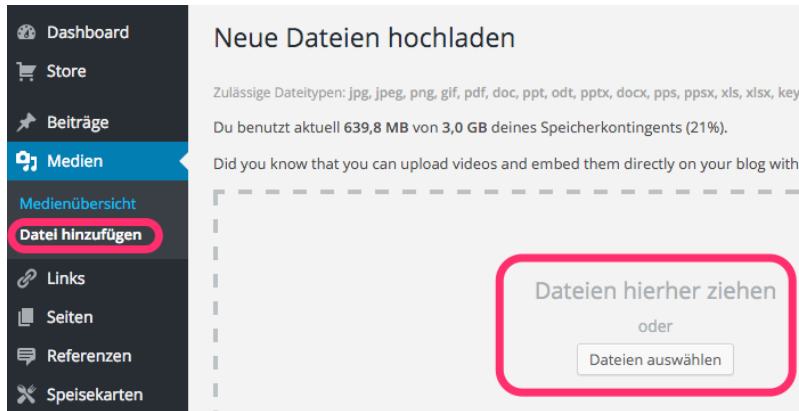 Dashboard
Store
Beiträge
Medien
Medienübersicht
Datei hinzufügen
Links
Seiten
Referenzen
Speisekarten
Neue Dateien hochladen
Zulässige Dateitypen: jpg, jpeg, png, gif, pdf, doc, ppt, odt, pptx, docx, pps, ppsx, xls, xlsx, key
Du benutzt aktuell 639,8 MB von 3,0 GB deines Speicherkontingents (21%).
Did you know that you can upload videos and embed them directly on your blog with
Dateien hierher ziehen
oder
Dateien auswählen